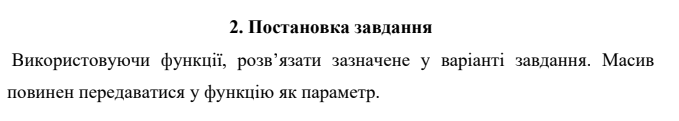 2. Постановка завдання
Використовуючи функції, розв’язати зазначене у варіанті завдання. Масив
повинен передаватися у функцію як параметр.